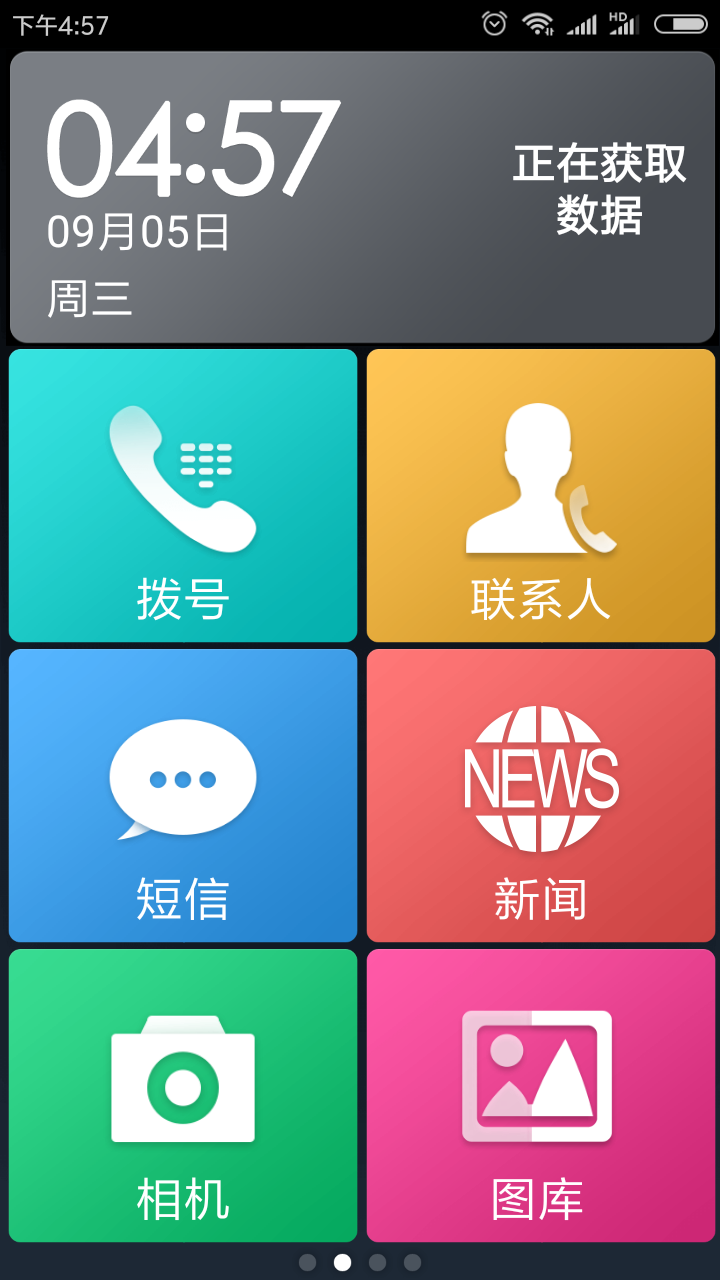 下午4:57
HD
04:57
09月05日
周三
正在获取
数据
拨号
联系人
NEWS
短信
新闻
相机
图库